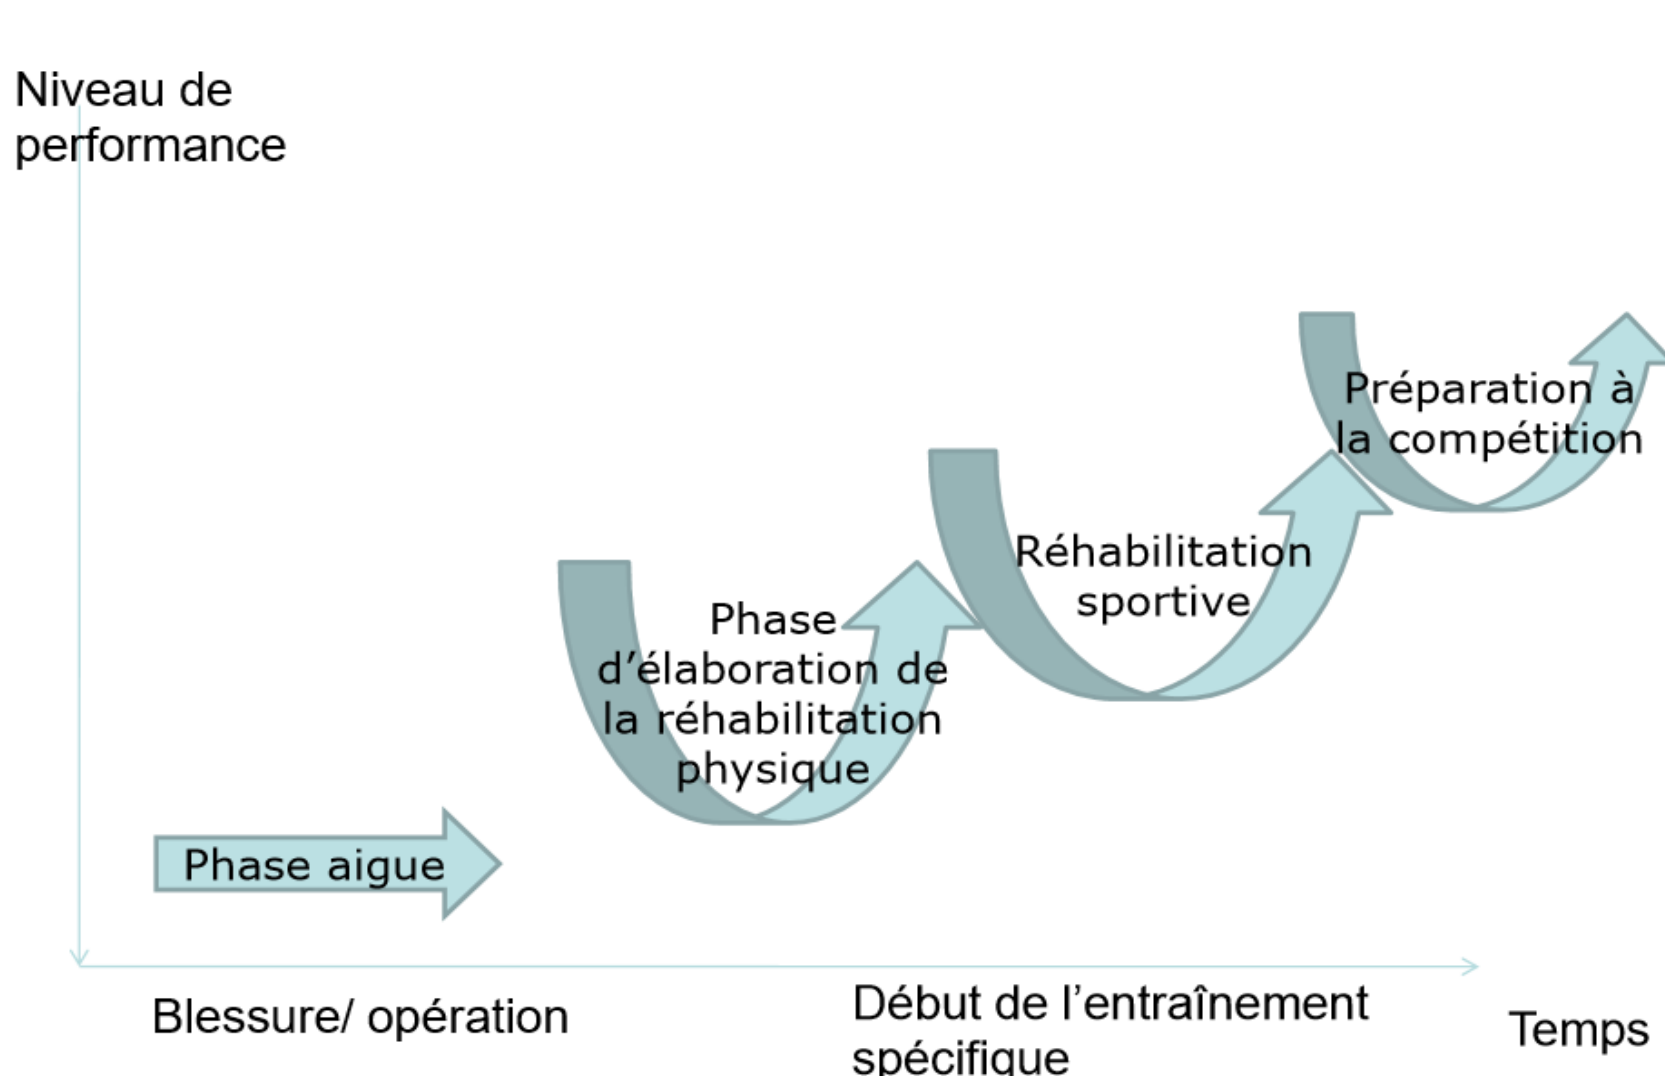 Niveau de
performance
Préparation à
la compétition
Réhabilitation
sportive
Phase
d’élaboration de
la réhabilitation
physique
Phase aigue
Blessure/ opération
Début de l’entraînement
spécifique
Temps